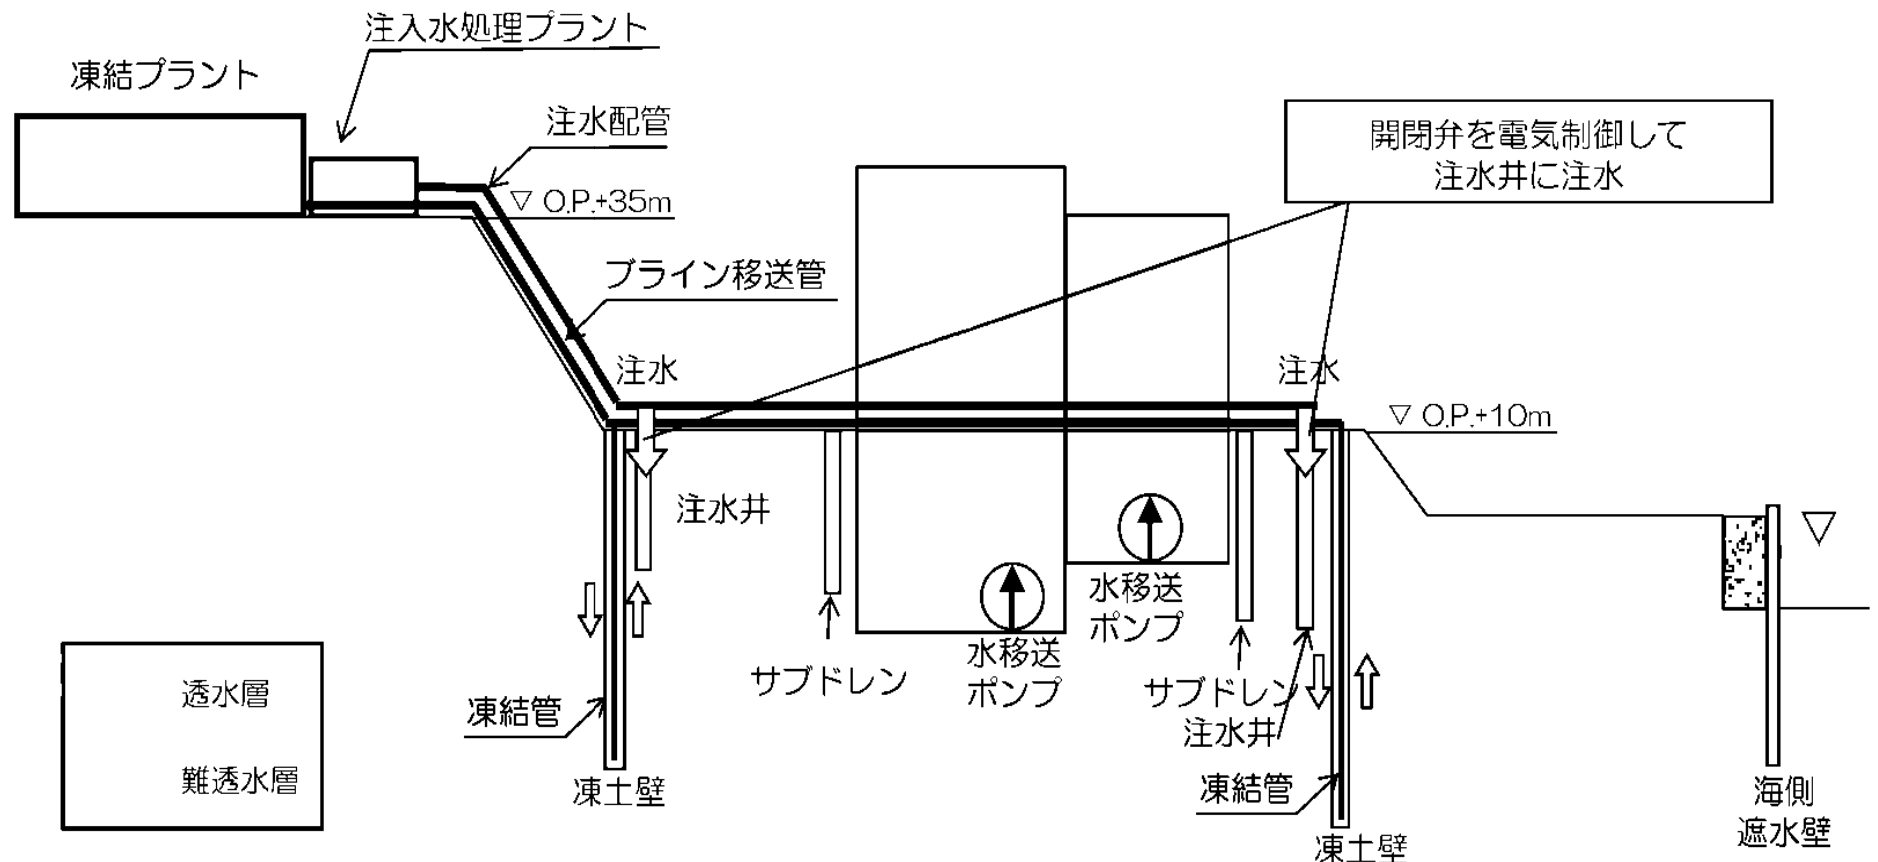 注入水処理プラント
凍結プラント
注水配管
開閉弁を電気制御して
注水井に注水
▽ O.P.+35m
ブライン移送管
注水
注水
▽ O.P.+10m
注水井
▽
水移送
ポンプ
水移送
ポンプ
サブドレン
サブドレン
注水井
透水層
難透水層
凍結管
凍土壁
凍結管
凍土壁
海側
遮水壁